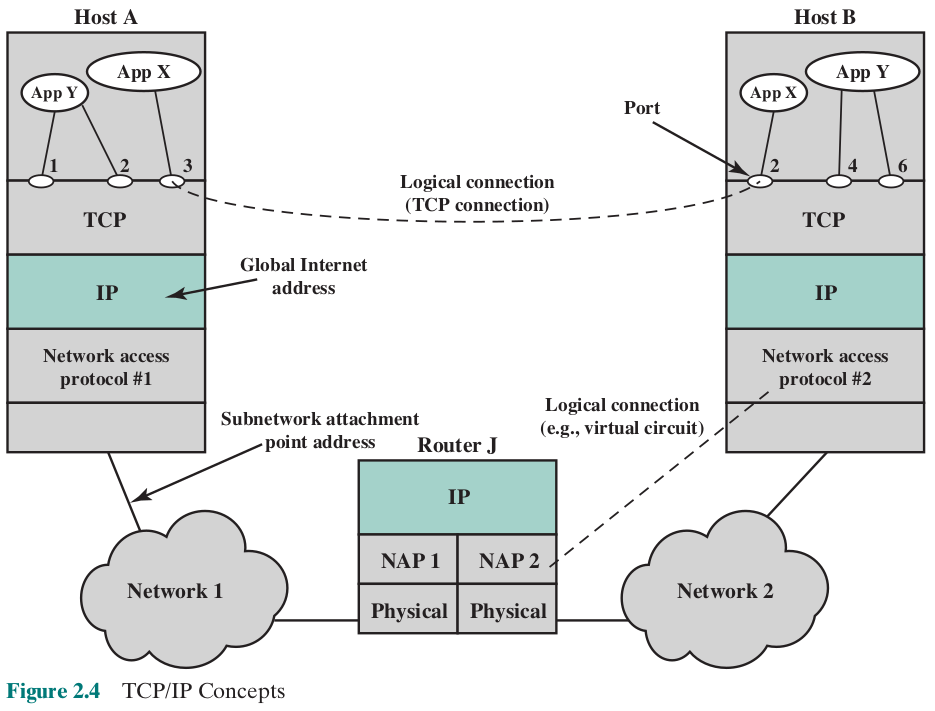 Host A
Host B
App Y
App X
App X
App Y
Port
1
2
3
2
4
6
Logical connection
(TCP connection)
TCP
TCP
Global Internet
address
IP
IP
Network access
protocol #1
Network access
protocol #2
Subnetwork attachment
point address
Logical connection
(e.g., virtual circuit)
Router J
IP
NAP 1
NAP 2
Physical
Physical
Network 1
Network 2
Figure 2.4 TCP/IP Concepts